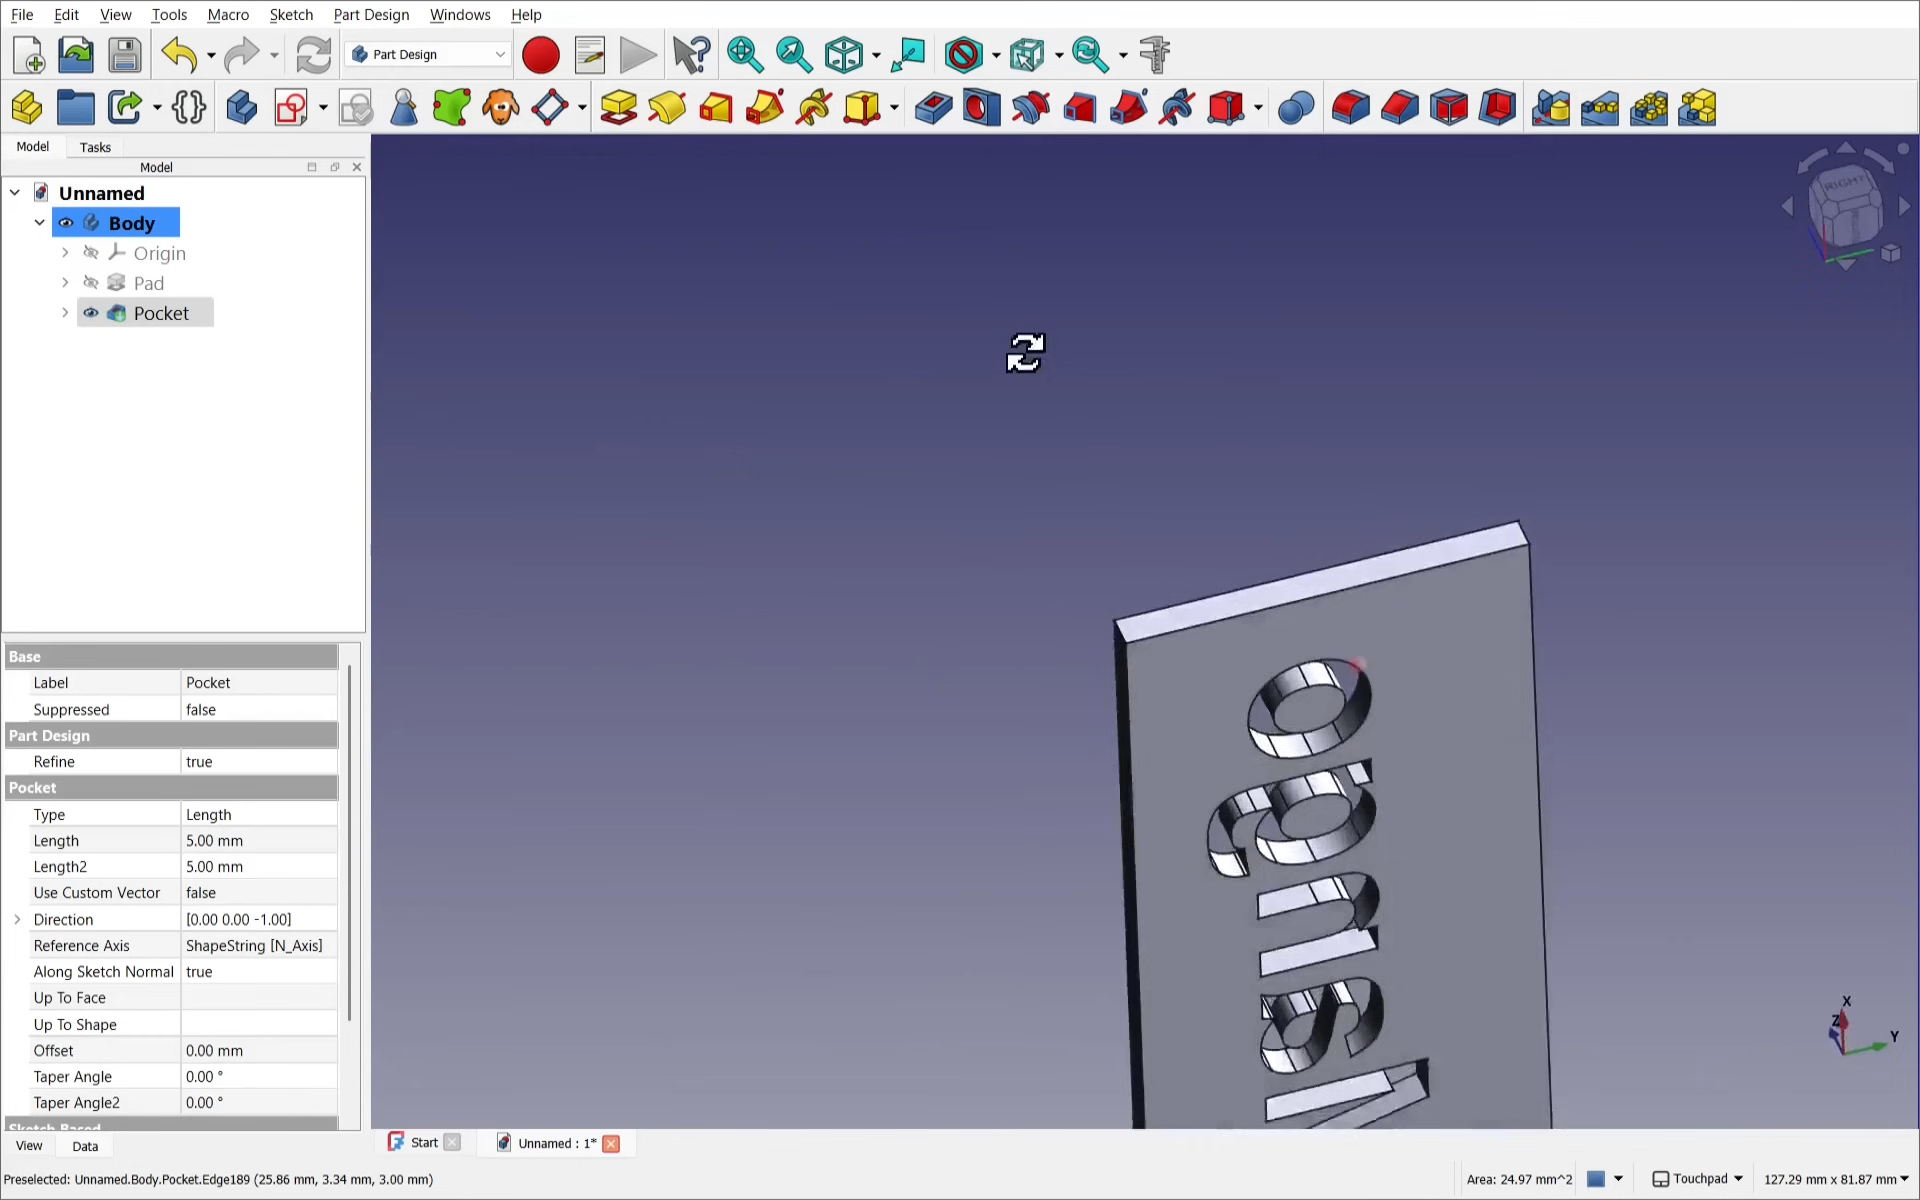 File Edit View Tools Macro Sketch Part Design Windows Help
Part Design
Model Tasks
Model
Unnamed
Body
Origin
Pad
Pocket
RIGHT
Base
Label Pocket
Suppressed false
Part Design
Refine true
Pocket
Type Length
Length 5.00 mm
Length2 5.00 mm
Use Custom Vector false
Direction [0.00 0.00 -1.00]
Reference Axis ShapeString [N_Axis]
Along Sketch Normal true
Up To Face
Up To Shape
Offset 0.00 mm
Taper Angle 0.00 °
Taper Angle2 0.00 °
Sketch Based
View Data
X
Z
Y
Start Unnamed : 1*
Preselected: Unnamed.Body.Pocket.Edge189 (25.86 mm, 3.34 mm, 3.00 mm)
Area: 24.97 mm^2 Touchpad 127.29 mm x 81.87 mm